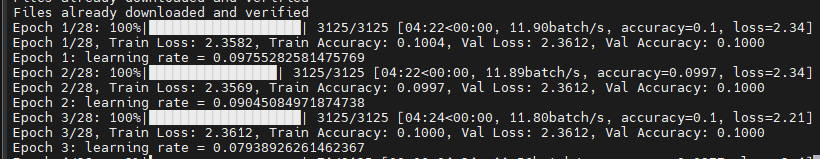 Files already downloaded and verified
Epoch 1/28: 100%|████████████████████| 3125/3125 [04:22<00:00, 11.90batch/s, accuracy=0.1, loss=2.34]
Epoch 1/28, Train Loss: 2.3582, Train Accuracy: 0.1004, Val Loss: 2.3612, Val Accuracy: 0.1000
Epoch 1: learning rate = 0.09755282581475769
Epoch 2/28: 100%|█████████████████| 3125/3125 [04:22<00:00, 11.89batch/s, accuracy=0.0997, loss=2.34]
Epoch 2/28, Train Loss: 2.3569, Train Accuracy: 0.0997, Val Loss: 2.3612, Val Accuracy: 0.1000
Epoch 2: learning rate = 0.09045084971874738
Epoch 3/28: 100%|████████████████████| 3125/3125 [04:24<00:00, 11.80batch/s, accuracy=0.1, loss=2.21]
Epoch 3/28, Train Loss: 2.3612, Train Accuracy: 0.1000, Val Loss: 2.3612, Val Accuracy: 0.1000
Epoch 3: learning rate = 0.07938926261462367